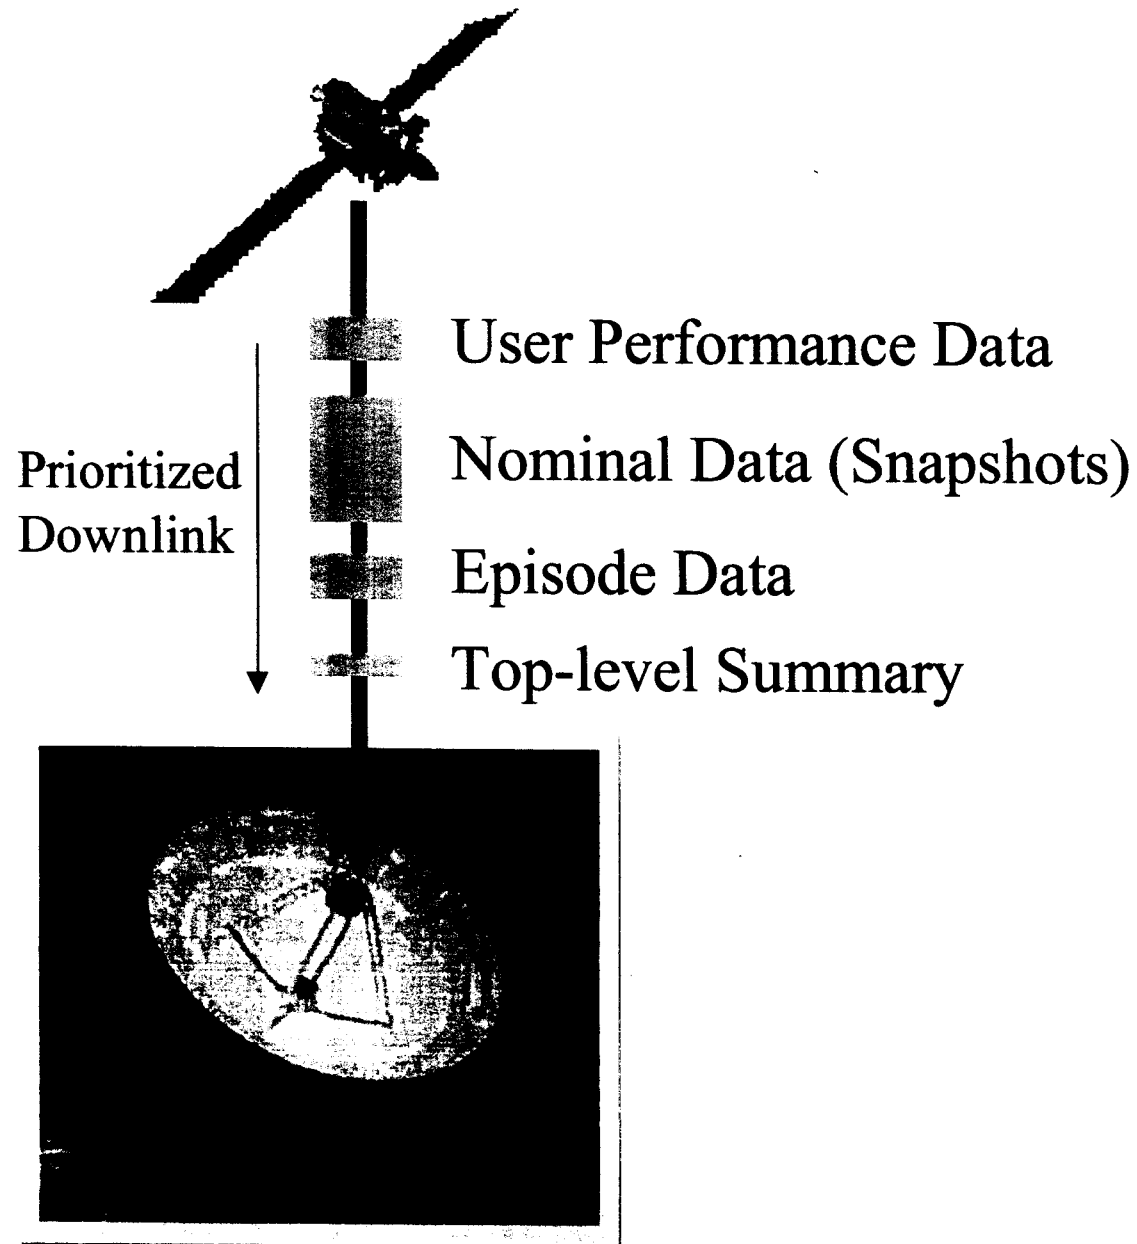 User Performance Data
Nominal Data (Snapshots)
Prioritized
Downlink
Episode Data
Top-level Summary